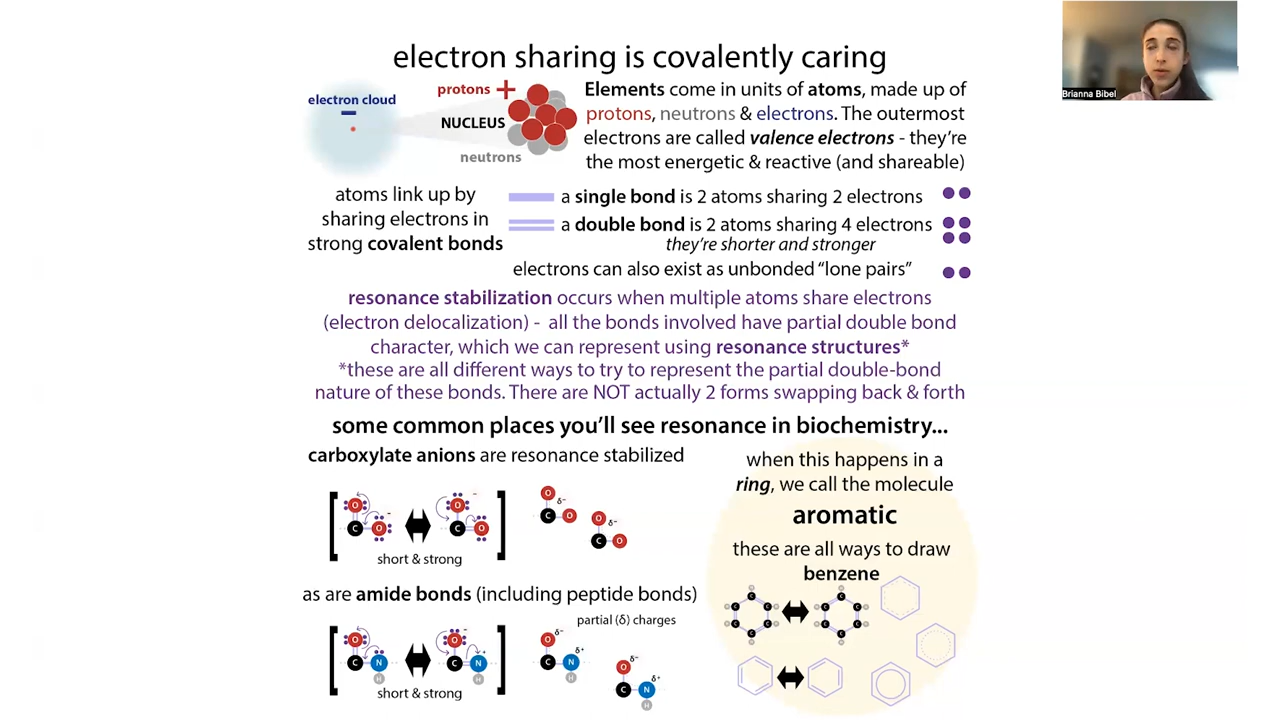 electron sharing is covalently caring
Brianna Bibel
electron cloud
protons +
NUCLEUS
neutrons
Elements come in units of atoms, made up of
protons, neutrons & electrons. The outermost
electrons are called valence electrons - they're
the most energetic & reactive (and shareable)
atoms link up by
sharing electrons in
strong covalent bonds
a single bond is 2 atoms sharing 2 electrons
a double bond is 2 atoms sharing 4 electrons
they're shorter and stronger
electrons can also exist as unbonded “lone pairs”
resonance stabilization occurs when multiple atoms share electrons
(electron delocalization) - all the bonds involved have partial double bond
character, which we can represent using resonance structures*
*these are all different ways to try to represent the partial double-bond
nature of these bonds. There are NOT actually 2 forms swapping back & forth
some common places you'll see resonance in biochemistry...
carboxylate anions are resonance stabilized
O - O -
C O C O
short & strong
O δ-
C O
O δ-
C O
as are amide bonds (including peptide bonds)
partial (δ) charges
O O -
C N C N +
H H
short & strong
O δ- δ+
C N
H
O δ- δ+
C N
H
when this happens in a
ring, we call the molecule
aromatic
these are all ways to draw
benzene